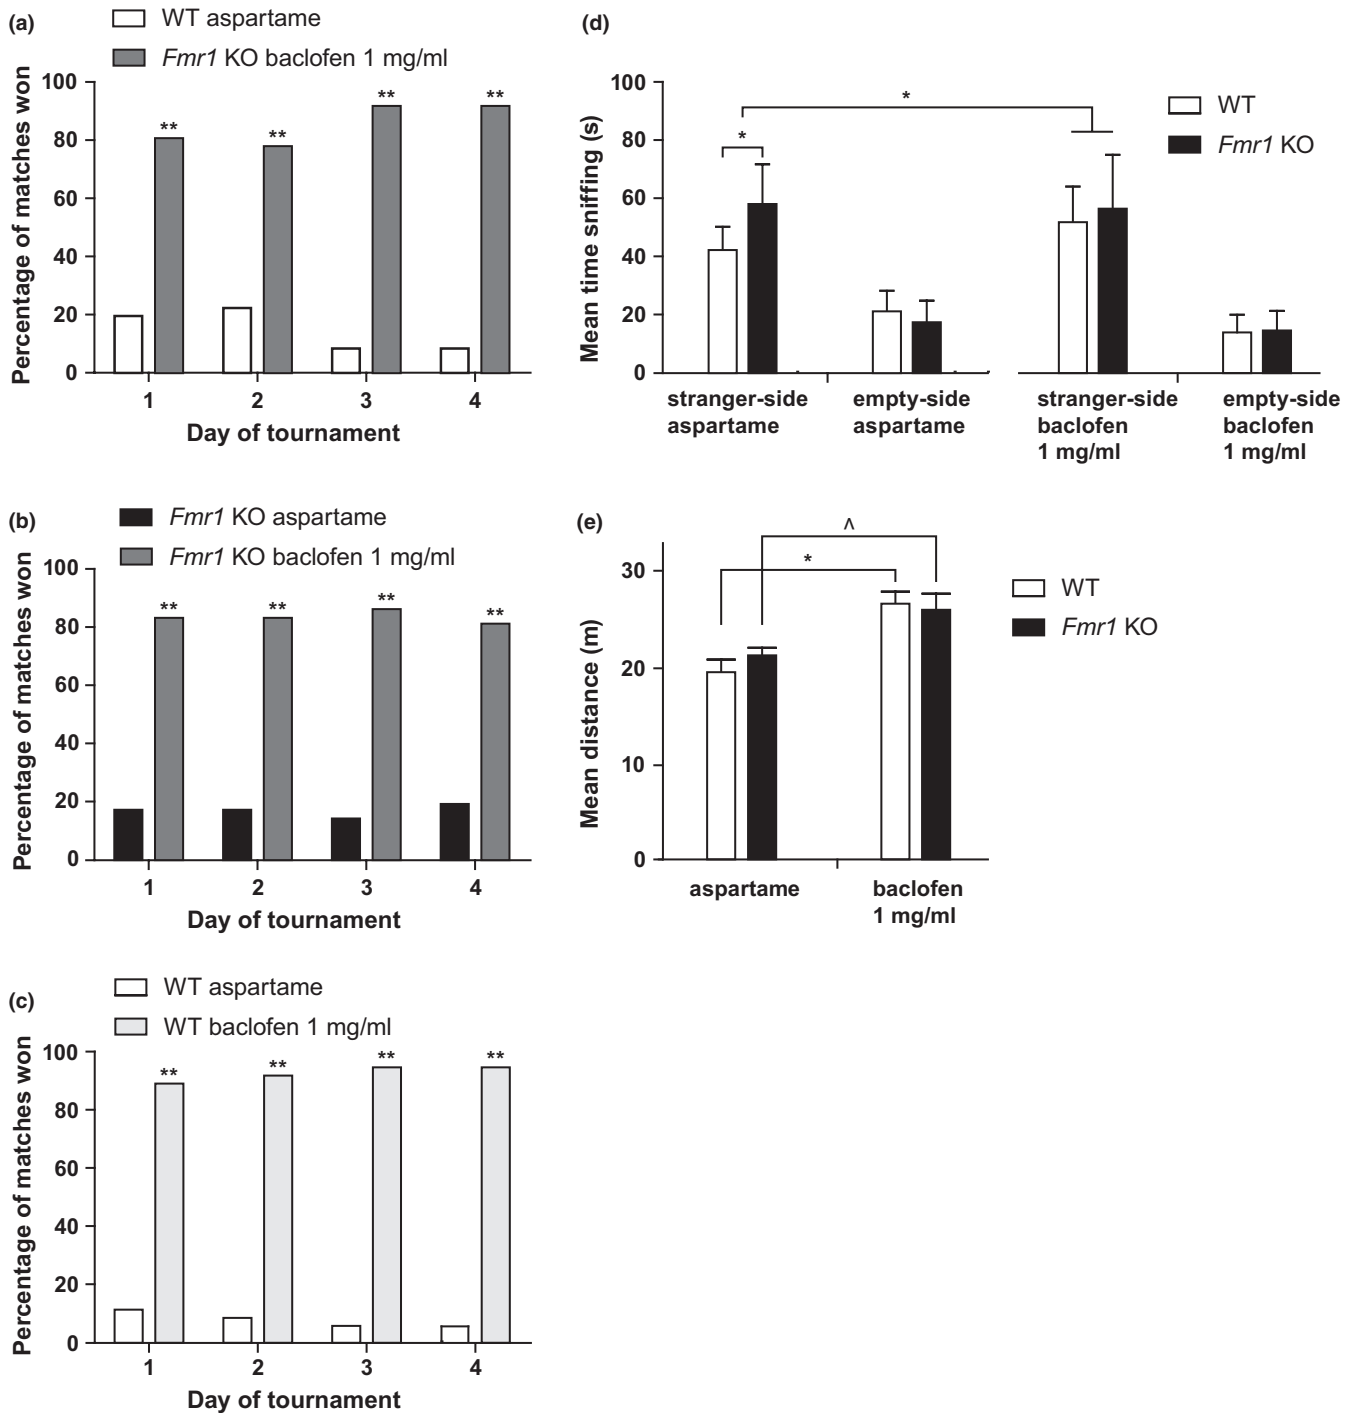 (a)
WT aspartame
Fmr1 KO baclofen 1 mg/ml
Percentage of matches won
100
80
60
40
20
0
**
**
**
**
1 2 3 4
Day of tournament
(b)
Fmr1 KO aspartame
Fmr1 KO baclofen 1 mg/ml
Percentage of matches won
100
80
60
40
20
0
**
**
**
**
1 2 3 4
Day of tournament
(c)
WT aspartame
WT baclofen 1 mg/ml
Percentage of matches won
100
80
60
40
20
0
**
**
**
**
1 2 3 4
Day of tournament
(d)
WT
Fmr1 KO
Mean time sniffing (s)
100
80
60
40
20
0
*
*
stranger-side
aspartame
empty-side
aspartame
stranger-side
baclofen
1 mg/ml
empty-side
baclofen
1 mg/ml
(e)
WT
Fmr1 KO
Mean distance (m)
30
20
10
0
^
*
aspartame
baclofen
1 mg/ml